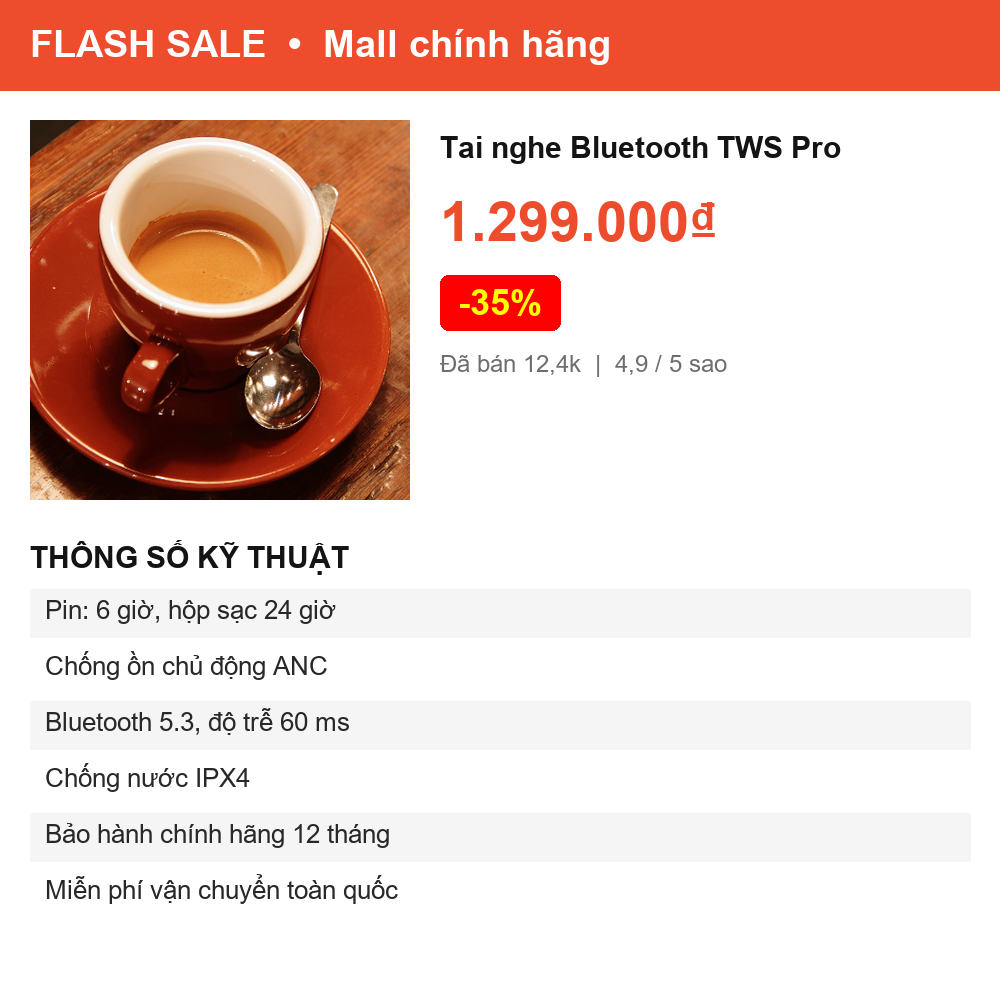 FLASH SALE • Mall chính hãng
Tai nghe Bluetooth TWS Pro
1.299.000₫
-35%
Đã bán 12,4k | 4,9 / 5 sao
THÔNG SỐ KỸ THUẬT
Pin: 6 giờ, hộp sạc 24 giờ
Chống ồn chủ động ANC
Bluetooth 5.3, độ trễ 60 ms
Chống nước IPX4
Bảo hành chính hãng 12 tháng
Miễn phí vận chuyển toàn quốc